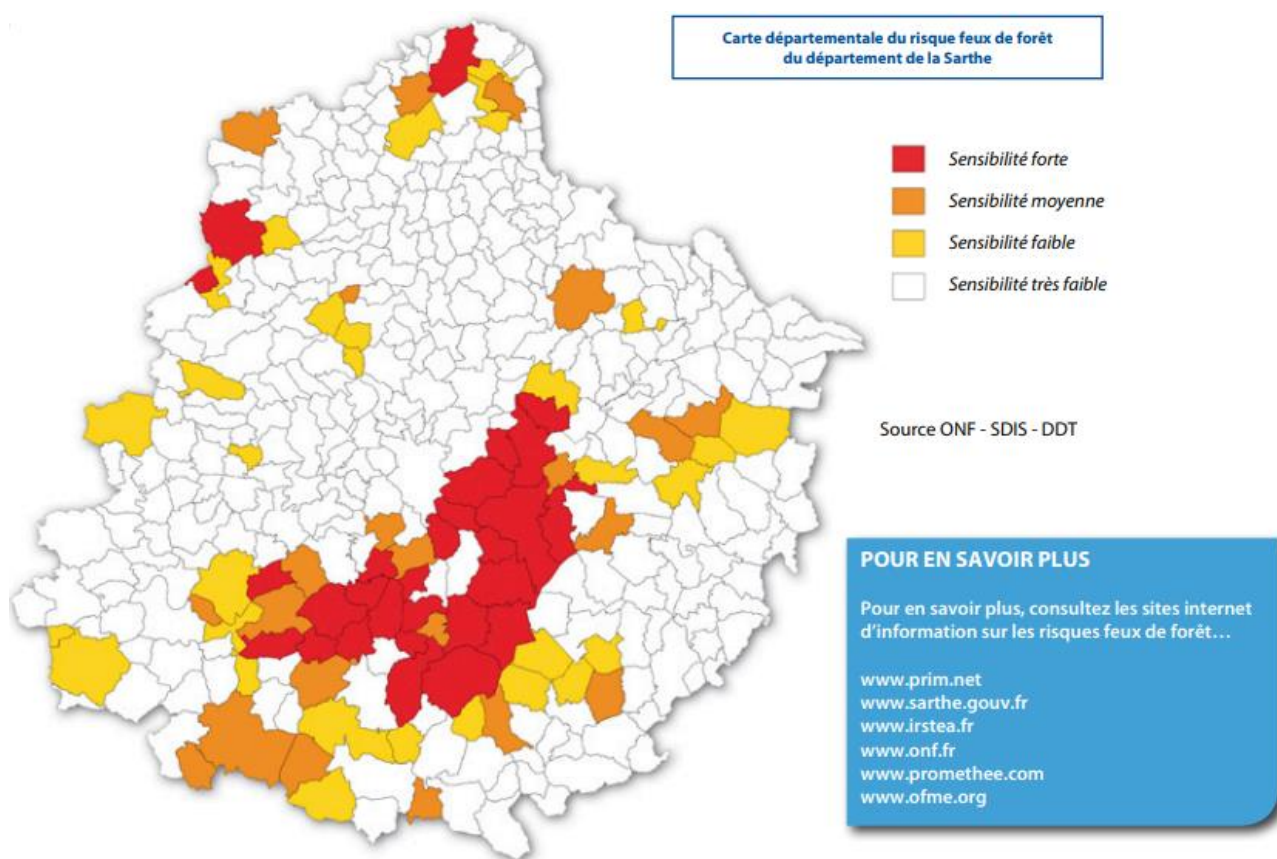 Carte départementale du risque feux de forêt
du département de la Sarthe
Sensibilité forte
Sensibilité moyenne
Sensibilité faible
Sensibilité très faible
Source ONF - SDIS - DDT
POUR EN SAVOIR PLUS
Pour en savoir plus, consultez les sites internet
d’information sur les risques feux de forêt…
www.prim.net
www.sarthe.gouv.fr
www.irstea.fr
www.onf.fr
www.promethee.com
www.ofme.org